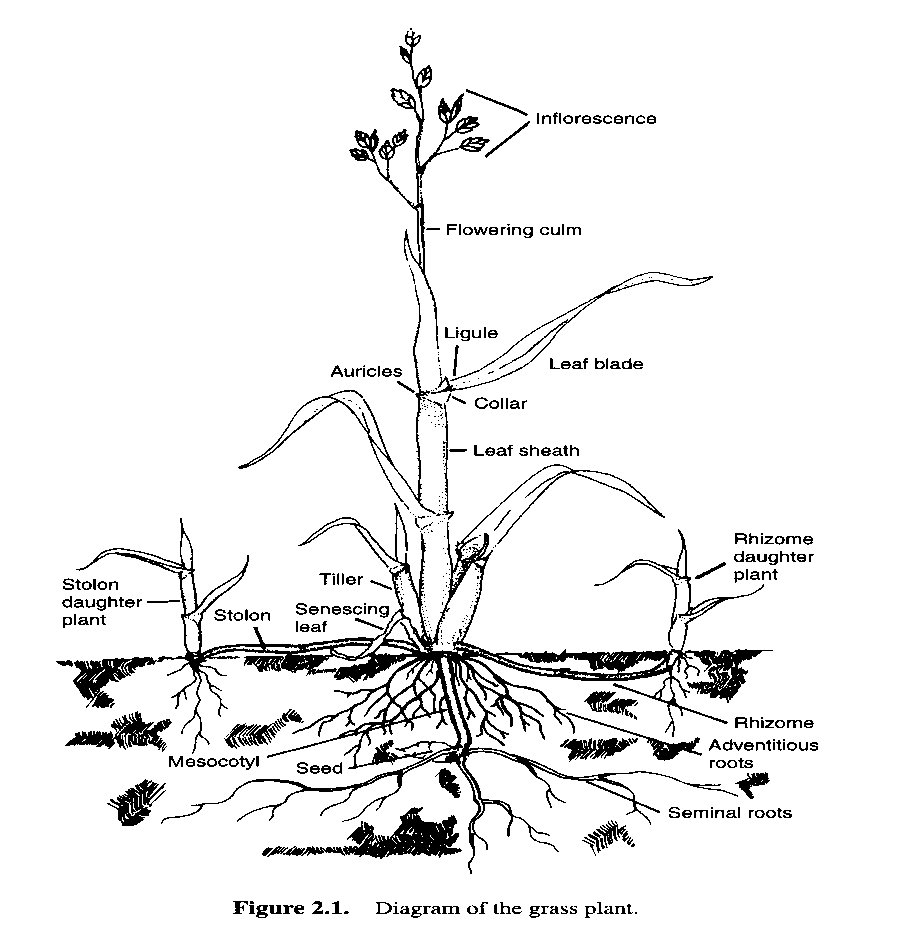 Inflorescence
Flowering culm
Ligule
Leaf blade
Auricles
Collar
Leaf sheath
Rhizome
daughter
plant
Tiller
Stolon
daughter
plant
Stolon
Senescing
leaf
Rhizome
Mesocotyl
Seed
Adventitious
roots
Seminal roots
Figure 2.1. Diagram of the grass plant.